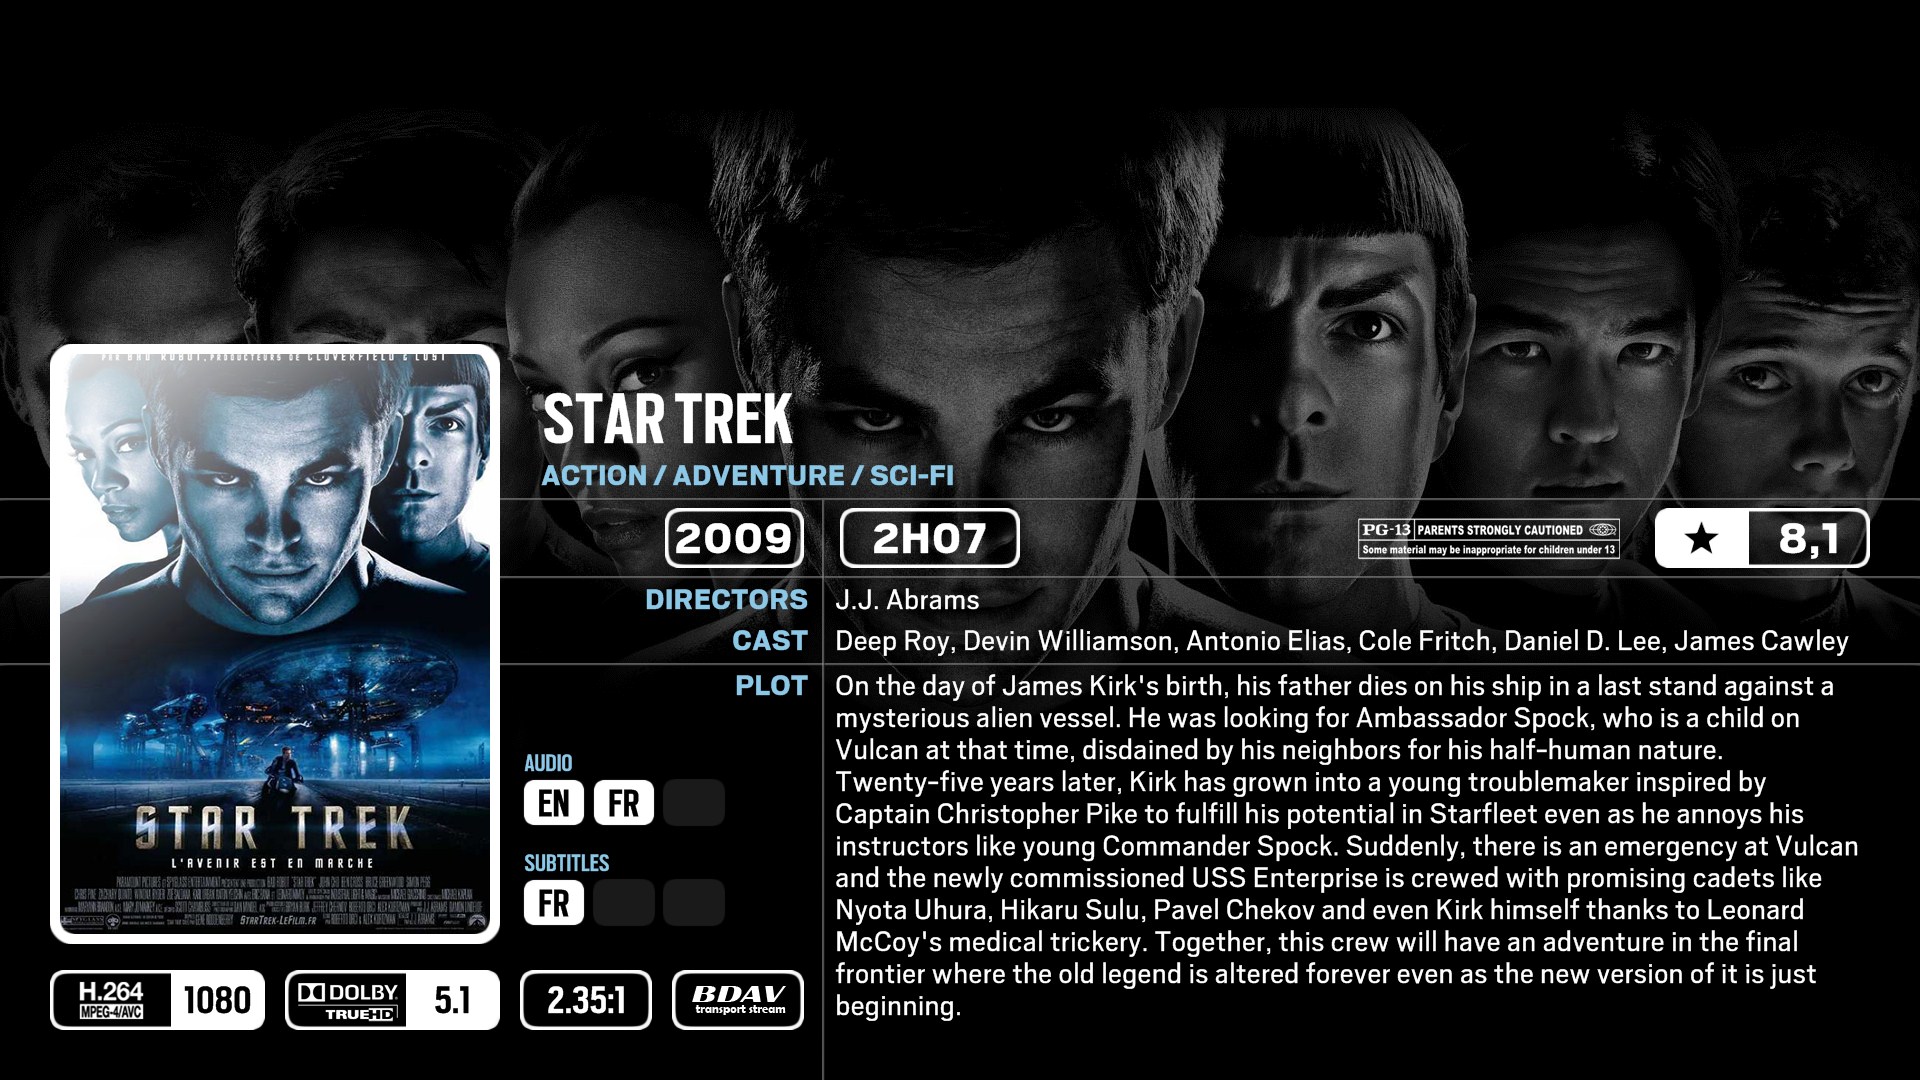 PAR BAD ROBOT, PRODUCTEURS DE CLOVERFIELD & LOST
STAR TREK
L'AVENIR EST EN MARCHE
STARTREK-LEFILM.FR
STAR TREK
ACTION / ADVENTURE / SCI-FI
2009
2H07
PG-13 PARENTS STRONGLY CAUTIONED
Some material may be inappropriate for children under 13
8,1
DIRECTORS J.J. Abrams
CAST Deep Roy, Devin Williamson, Antonio Elias, Cole Fritch, Daniel D. Lee, James Cawley
PLOT On the day of James Kirk's birth, his father dies on his ship in a last stand against a
mysterious alien vessel. He was looking for Ambassador Spock, who is a child on
Vulcan at that time, disdained by his neighbors for his half-human nature.
Twenty-five years later, Kirk has grown into a young troublemaker inspired by
Captain Christopher Pike to fulfill his potential in Starfleet even as he annoys his
instructors like young Commander Spock. Suddenly, there is an emergency at Vulcan
and the newly commissioned USS Enterprise is crewed with promising cadets like
Nyota Uhura, Hikaru Sulu, Pavel Chekov and even Kirk himself thanks to Leonard
McCoy's medical trickery. Together, this crew will have an adventure in the final
frontier where the old legend is altered forever even as the new version of it is just
beginning.
AUDIO
EN FR
SUBTITLES
FR
H.264
MPEG-4/AVC
1080
DOLBY
TRUEHD
5.1
2.35:1
BDAV
transport stream